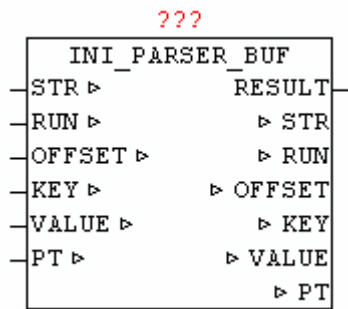 ???
INI_PARSER_BUF
STR ▷ RESULT
RUN ▷ ▷ STR
OFFSET ▷ ▷ RUN
KEY ▷ ▷ OFFSET
VALUE ▷ ▷ KEY
PT ▷ ▷ VALUE
▷ PT